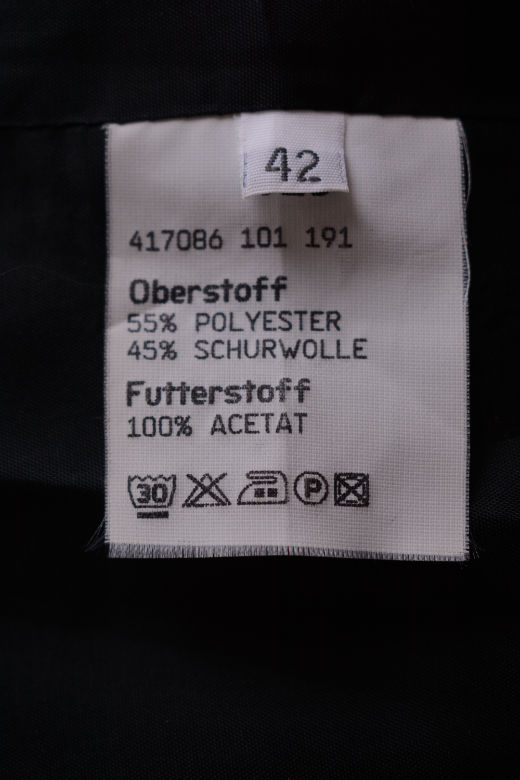 42
417086 101 191
Oberstoff
55% POLYESTER
45% SCHURWOLLE
Futterstoff
100% ACETAT
30 P